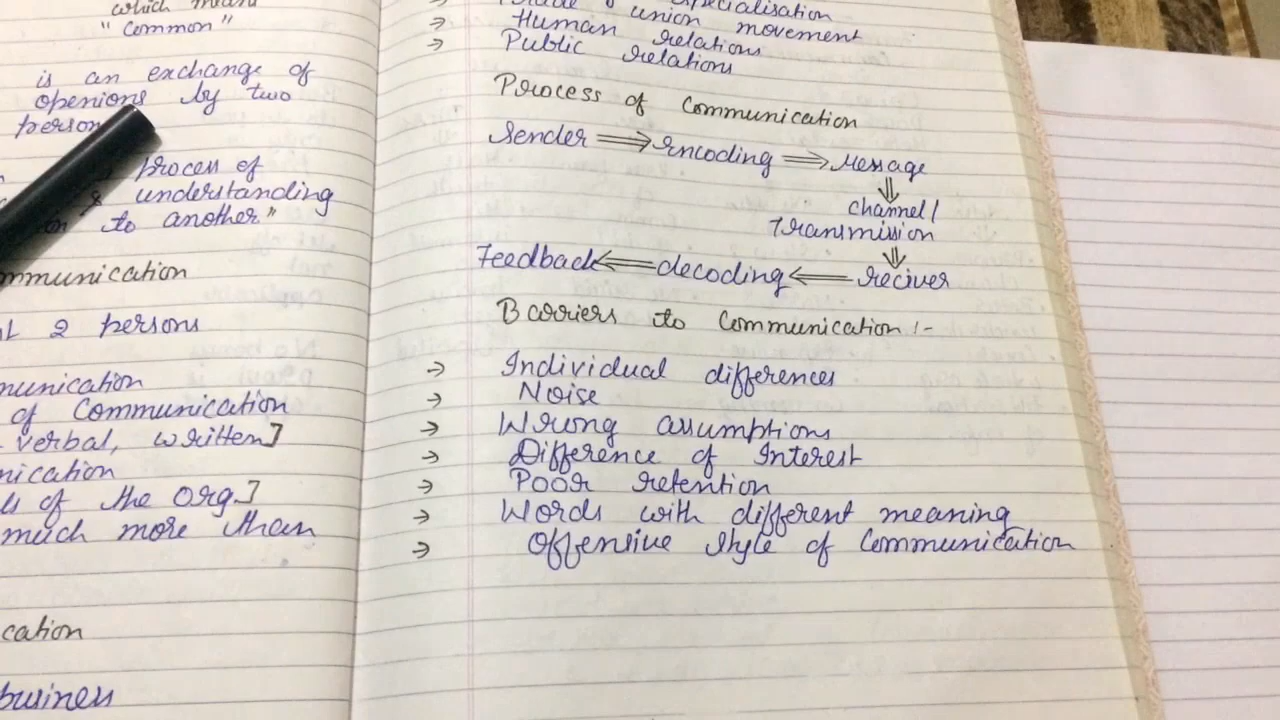 which mean
"Common"
is an exchange of
openions by two
person
process of
& understanding
to another"
mmunication
2 persons
munication
of Communication
- verbal, written]
nication
ls of the org.]
much more than
cation
business
→ specialisation
union movement
→ Human relations
→ Public relations
Process of Communication
Sender ⇒ Encoding ⇒ Message
⇓
Channel/
Transmission
⇓
Feedback ⇐ decoding ⇐ reciver
Barriers to Communication :-
→ Individual differences
→ Noise
→ Wrong assumptions
→ Difference of Interest
→ Poor retention
→ Words with different meaning
→ Offensive style of Communication